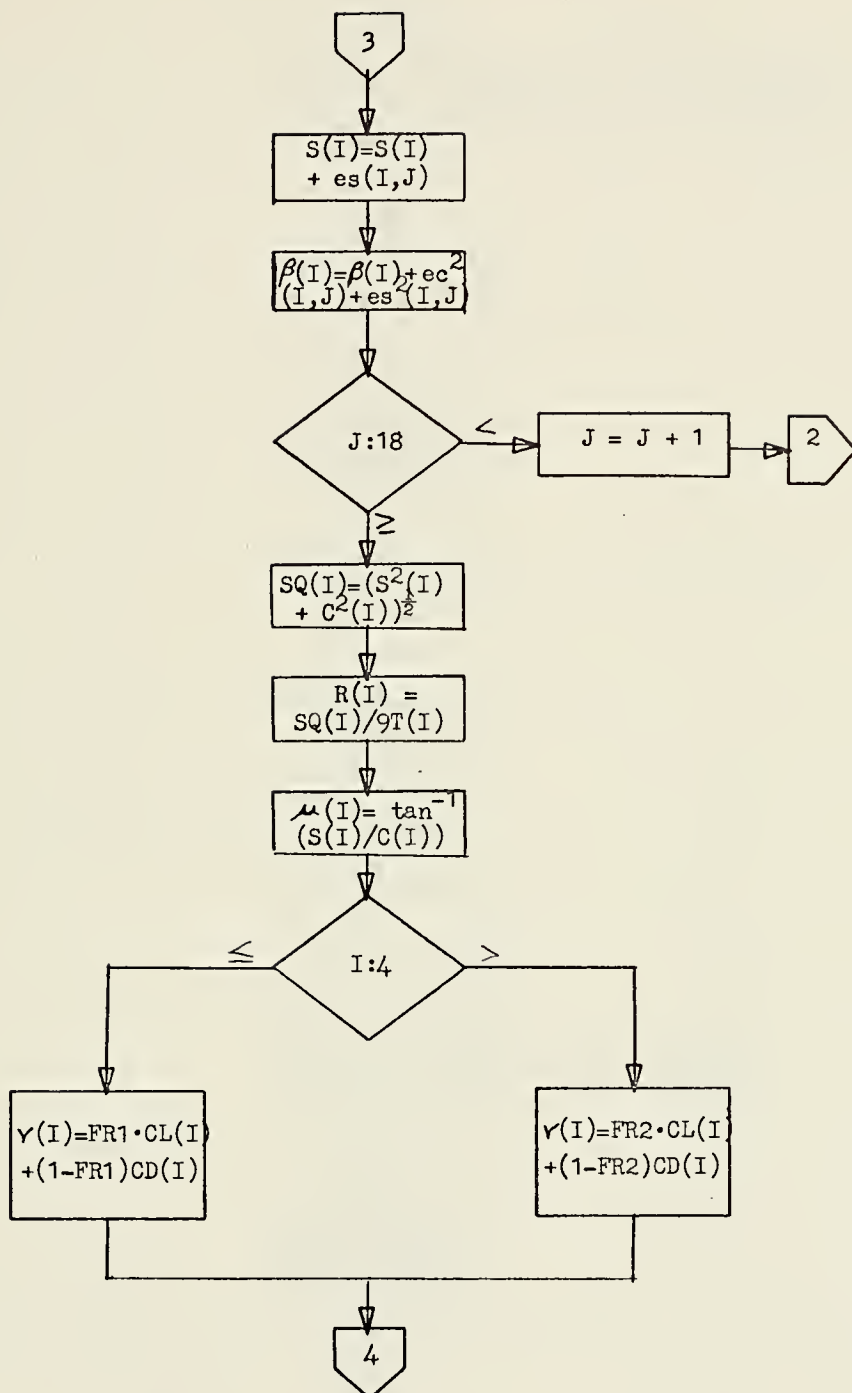 3
S(I)=S(I)
+ es(I,J)
β(I)=β(I)+ec²
(I,J)+es²(I,J)
J:18
<
J = J + 1
2
≥
SQ(I)=(S²(I)
+ C²(I))^½
R(I) =
SQ(I)/9T(I)
μ(I)= tan⁻¹
(S(I)/C(I))
I:4
≤
>
γ(I)=FR1·CL(I)
+(1-FR1)CD(I)
γ(I)=FR2·CL(I)
+(1-FR2)CD(I)
4